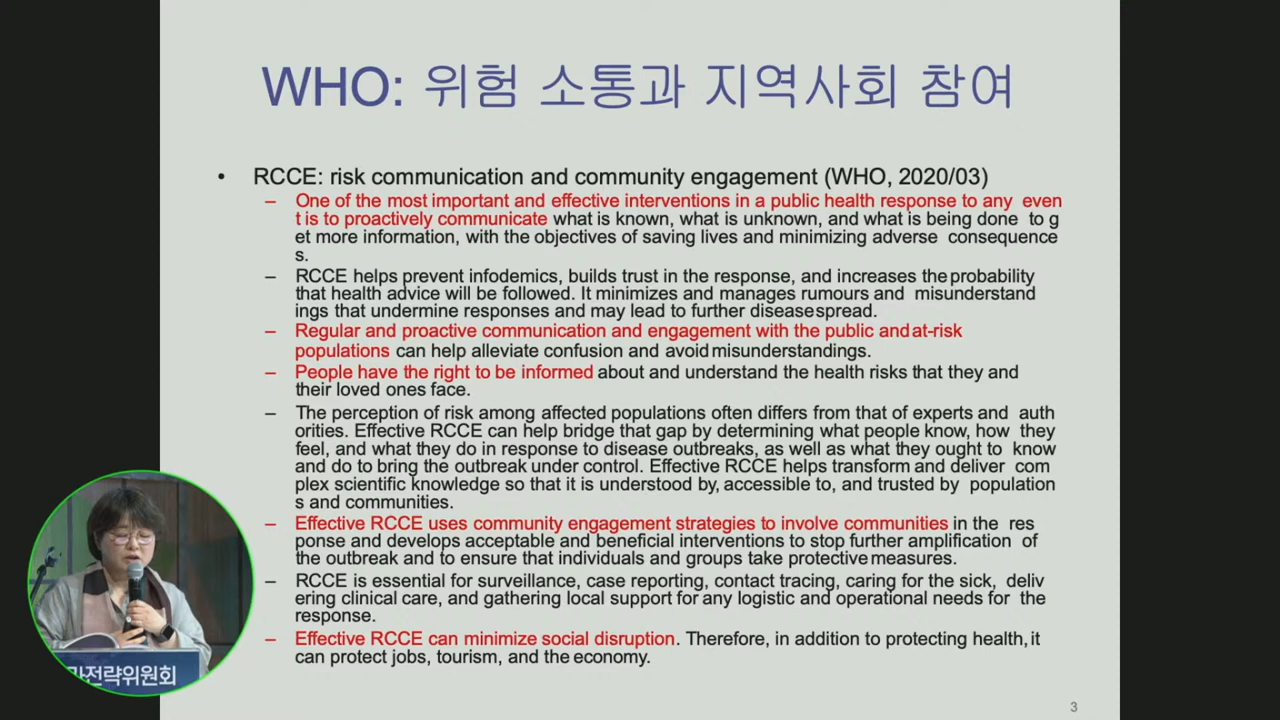 WHO: 위험 소통과 지역사회 참여
• RCCE: risk communication and community engagement (WHO, 2020/03)
– One of the most important and effective interventions in a public health response to any even
t is to proactively communicate what is known, what is unknown, and what is being done to g
et more information, with the objectives of saving lives and minimizing adverse consequence
s.
– RCCE helps prevent infodemics, builds trust in the response, and increases the probability
that health advice will be followed. It minimizes and manages rumours and misunderstand
ings that undermine responses and may lead to further disease spread.
– Regular and proactive communication and engagement with the public and at-risk
populations can help alleviate confusion and avoid misunderstandings.
– People have the right to be informed about and understand the health risks that they and
their loved ones face.
– The perception of risk among affected populations often differs from that of experts and auth
orities. Effective RCCE can help bridge that gap by determining what people know, how they
feel, and what they do in response to disease outbreaks, as well as what they ought to know
and do to bring the outbreak under control. Effective RCCE helps transform and deliver com
plex scientific knowledge so that it is understood by, accessible to, and trusted by population
s and communities.
– Effective RCCE uses community engagement strategies to involve communities in the res
ponse and develops acceptable and beneficial interventions to stop further amplification of
the outbreak and to ensure that individuals and groups take protective measures.
– RCCE is essential for surveillance, case reporting, contact tracing, caring for the sick, deliv
ering clinical care, and gathering local support for any logistic and operational needs for the
response.
– Effective RCCE can minimize social disruption. Therefore, in addition to protecting health, it
can protect jobs, tourism, and the economy.
전략위원회
3